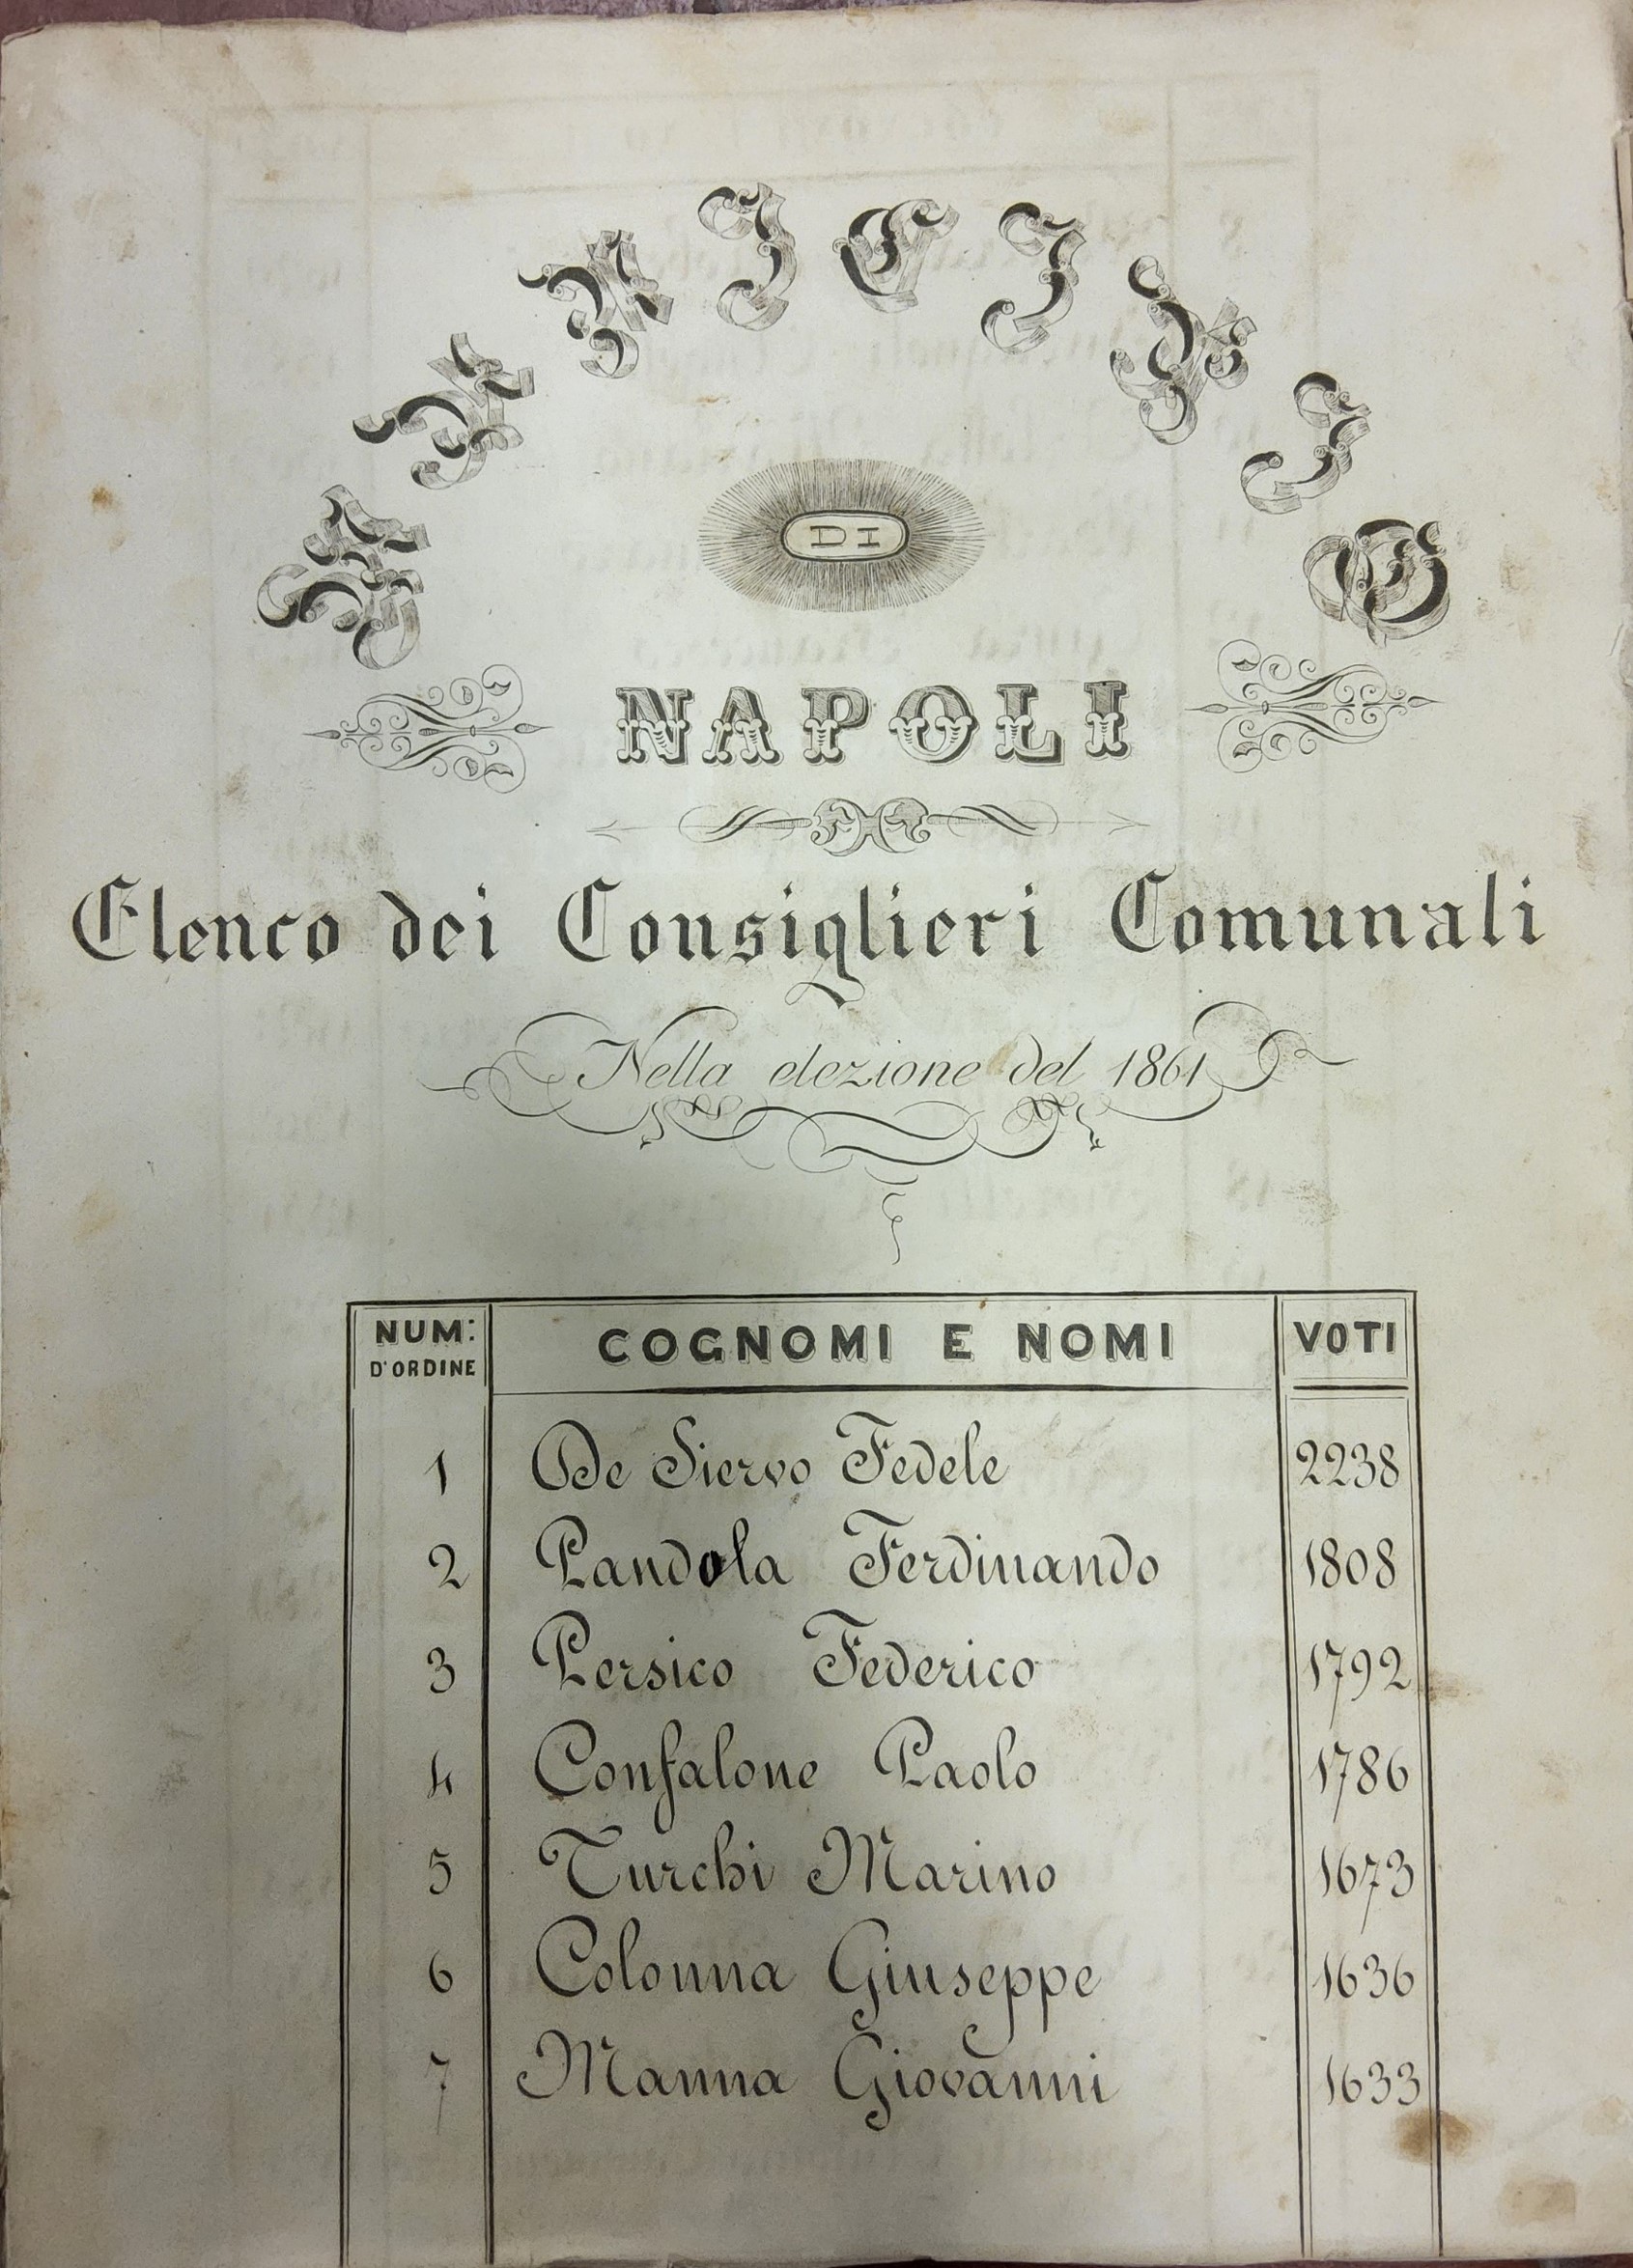 MUNICIPIO
DI
NAPOLI
Elenco dei Consiglieri Comunali
Nella elezione del 1861
NUM: D'ORDINE COGNOMI E NOMI VOTI
1 De Siervo Fedele 2238
2 Pandola Ferdinando 1808
3 Persico Federico 1792
4 Confalone Paolo 1786
5 Turchi Marino 1673
6 Colonna Giuseppe 1636
7 Manna Giovanni 1633